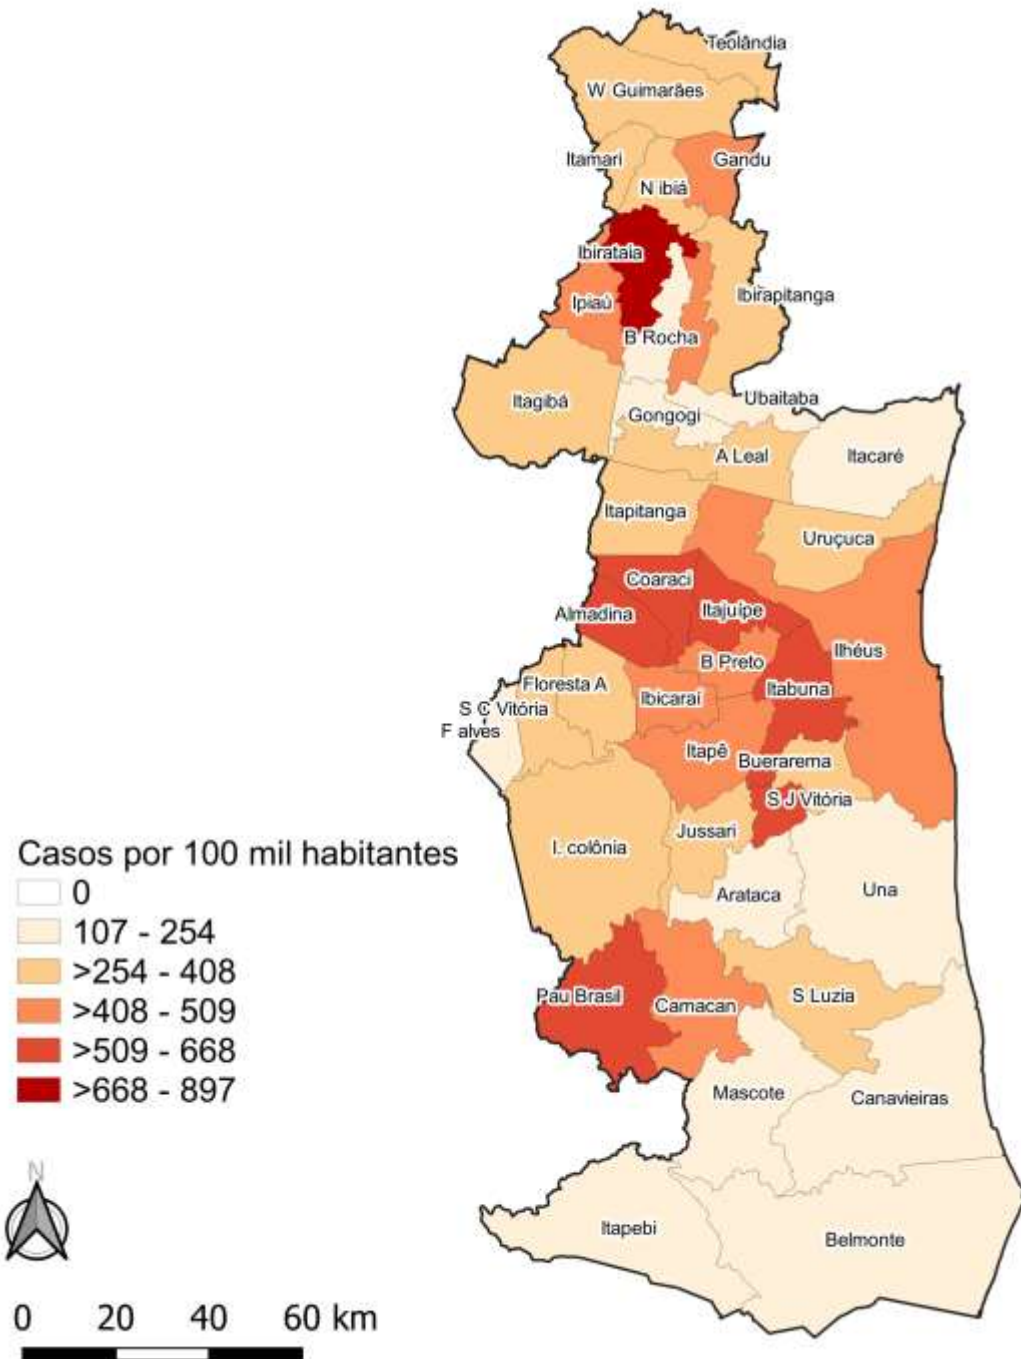 Teolândia
W Guimarães
Itamari
Gandu
N ibiá
Ibirataia
Ipiaú
Ibirapitanga
B Rocha
Itagibá
Ubaitaba
Gongogi
A Leal
Itacaré
Itapitanga
Uruçuca
Coaraci
Almadina
Itajuípe
Ilhéus
B Preto
Floresta A
Ibicaraí
Itabuna
S C Vitória
F alves
Itapê
Buerarema
S J Vitória
Jussari
I. colônia
Arataca
Una
Pau Brasil
Camacan
S Luzia
Mascote
Canavieiras
Itapebi
Belmonte
Casos por 100 mil habitantes
0
107 - 254
>254 - 408
>408 - 509
>509 - 668
>668 - 897
N
0 20 40 60 km